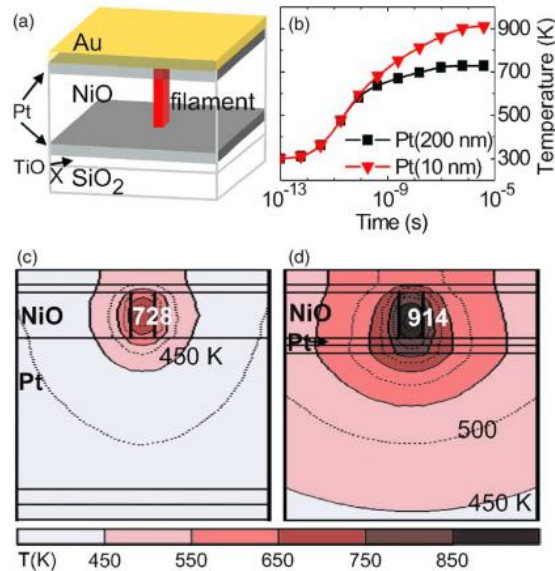 (a)
Au
Pt
NiO
filament
TiO
X
SiO2
(b)
Temperature (K)
900
700
500
300
Pt(200 nm)
Pt(10 nm)
10-13
10-9
10-5
Time (s)
(c)
NiO
728
450 K
Pt
(d)
NiO
914
Pt
500
450 K
T(K)
450
550
650
750
850